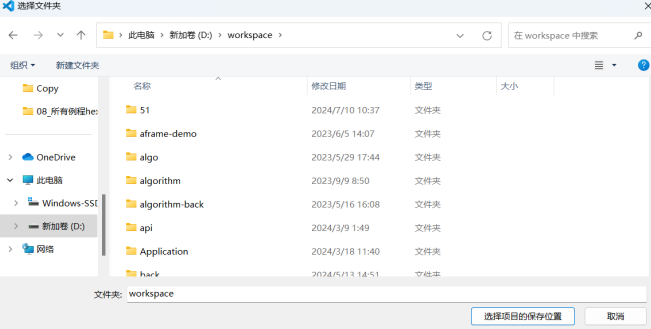 选择文件夹
此电脑 › 新加卷 (D:) › workspace ›
在 workspace 中搜索
组织 新建文件夹
名称 修改日期 类型 大小
Copy
08_所有例程he
OneDrive
此电脑
Windows-SSD
新加卷 (D:)
网络
51 2024/7/10 10:37 文件夹
aframe-demo 2023/6/5 14:07 文件夹
algo 2023/5/29 17:44 文件夹
algorithm 2023/9/9 8:50 文件夹
algorithm-back 2023/5/16 16:08 文件夹
api 2024/3/9 1:49 文件夹
Application 2024/3/18 11:40 文件夹
back 2024/5/13 14:51 文件夹
文件夹: workspace
选择项目的保存位置 取消